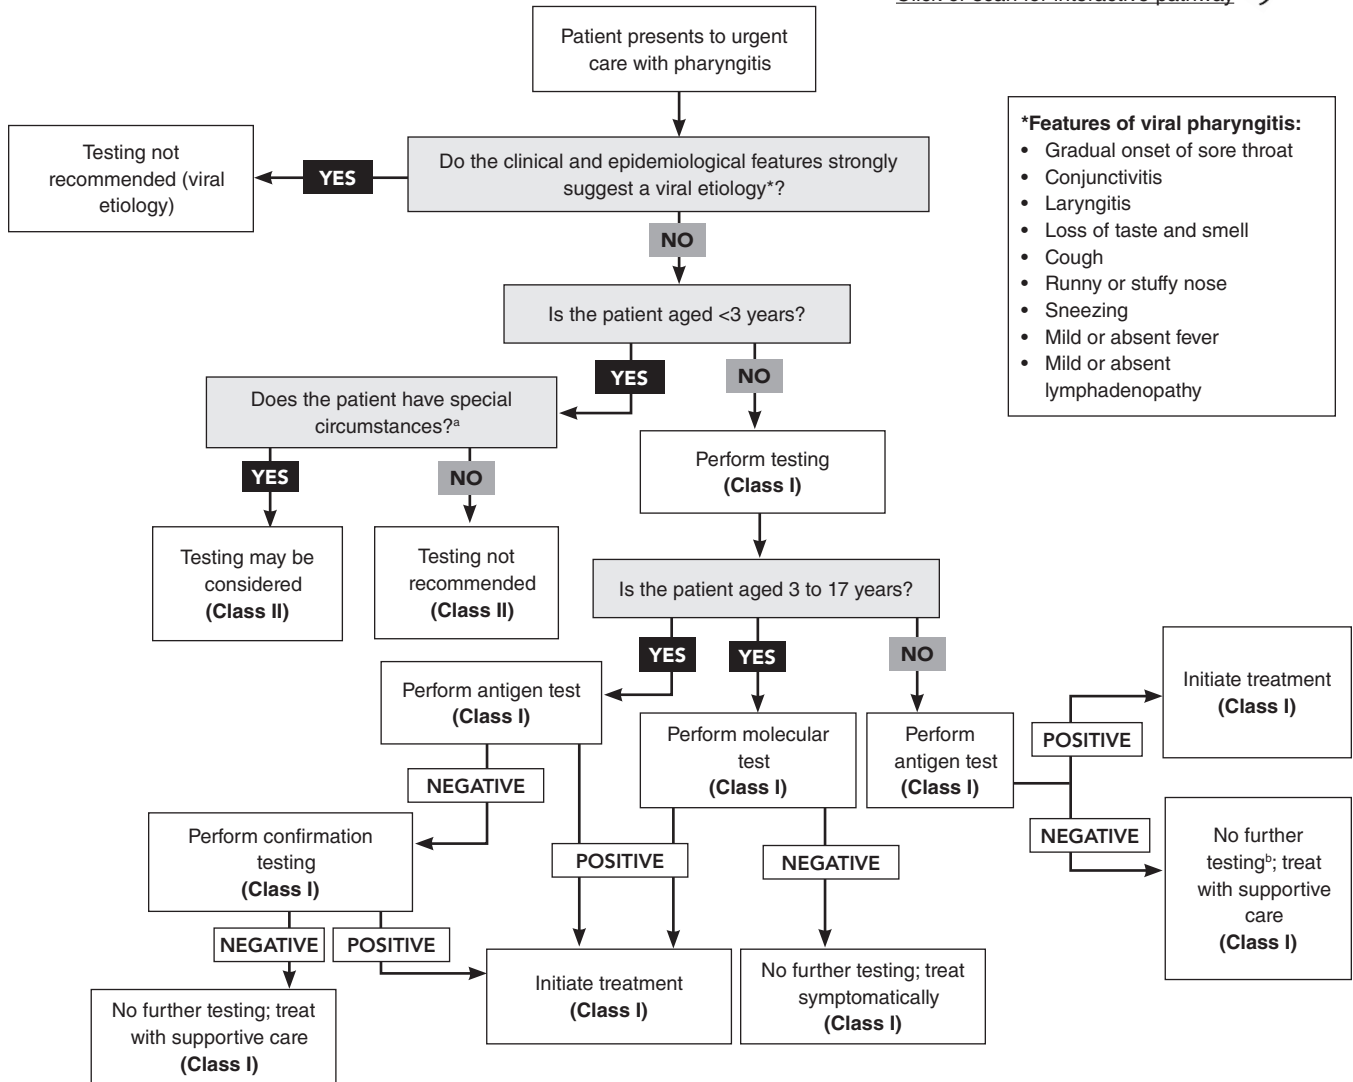 Patient presents to urgent
care with pharyngitis
*Features of viral pharyngitis:
• Gradual onset of sore throat
• Conjunctivitis
• Laryngitis
• Loss of taste and smell
• Cough
• Runny or stuffy nose
• Sneezing
• Mild or absent fever
• Mild or absent
lymphadenopathy
Do the clinical and epidemiological features strongly
suggest a viral etiology*?
YES
Testing not
recommended (viral
etiology)
NO
Is the patient aged <3 years?
YES
NO
Does the patient have special
circumstances?ᵃ
YES
NO
Testing may be
considered
(Class II)
Testing not
recommended
(Class II)
Perform testing
(Class I)
Is the patient aged 3 to 17 years?
YES
YES
NO
Perform antigen test
(Class I)
Perform molecular
test
(Class I)
Perform
antigen test
(Class I)
POSITIVE
Initiate treatment
(Class I)
NEGATIVE
No further
testingᵇ; treat
with supportive
care
(Class I)
NEGATIVE
POSITIVE
NEGATIVE
Perform confirmation
testing
(Class I)
NEGATIVE
POSITIVE
No further testing; treat
with supportive care
(Class I)
Initiate treatment
(Class I)
No further testing; treat
symptomatically
(Class I)